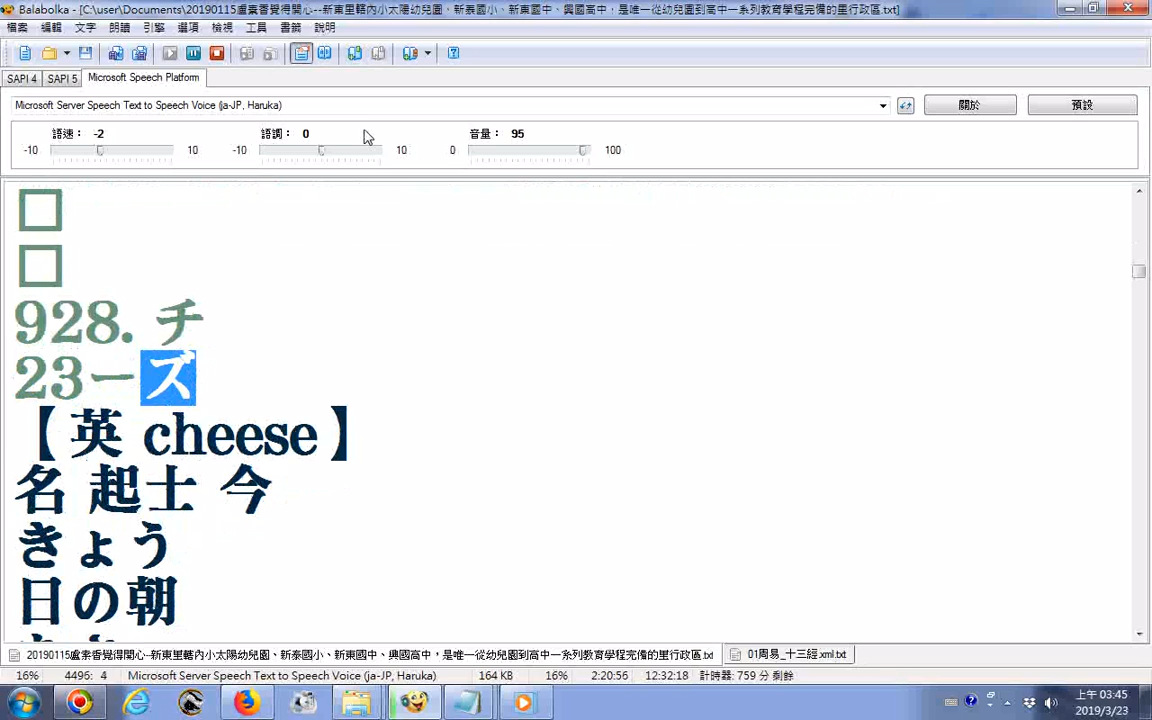 Balabolka - [C:\user\Documents\20190115盧素香覺得開心--新東里轄內小太陽幼兒園、新泰國小、新東國中、興國高中，是唯一從幼兒園到高中一系列教育學程完備的里行政區.txt]
檔案 編輯 文字 朗讀 引擎 選項 檢視 工具 書籤 說明
SAPI 4 SAPI 5 Microsoft Speech Platform
Microsoft Server Speech Text to Speech Voice (ja-JP, Haruka) 關於 預設
語速： -2 語調： 0 音量： 95
-10 10 -10 10 0 100
□
□
928. チ
23ーズ
【英 cheese】
名 起士 今
きょう
日の朝
20190115盧素香覺得開心--新東里轄內小太陽幼兒園、新泰國小、新東國中、興國高中，是唯一從幼兒園到高中一系列教育學程完備的里行政區.txt 01周易_十三經.xml.txt
16% 4495: 4 Microsoft Server Speech Text to Speech Voice (ja-JP, Haruka) 164 KB 16% 2:20:56 12:32:18 計時器: 759 分 剩餘
上午 03:45
2019/3/23